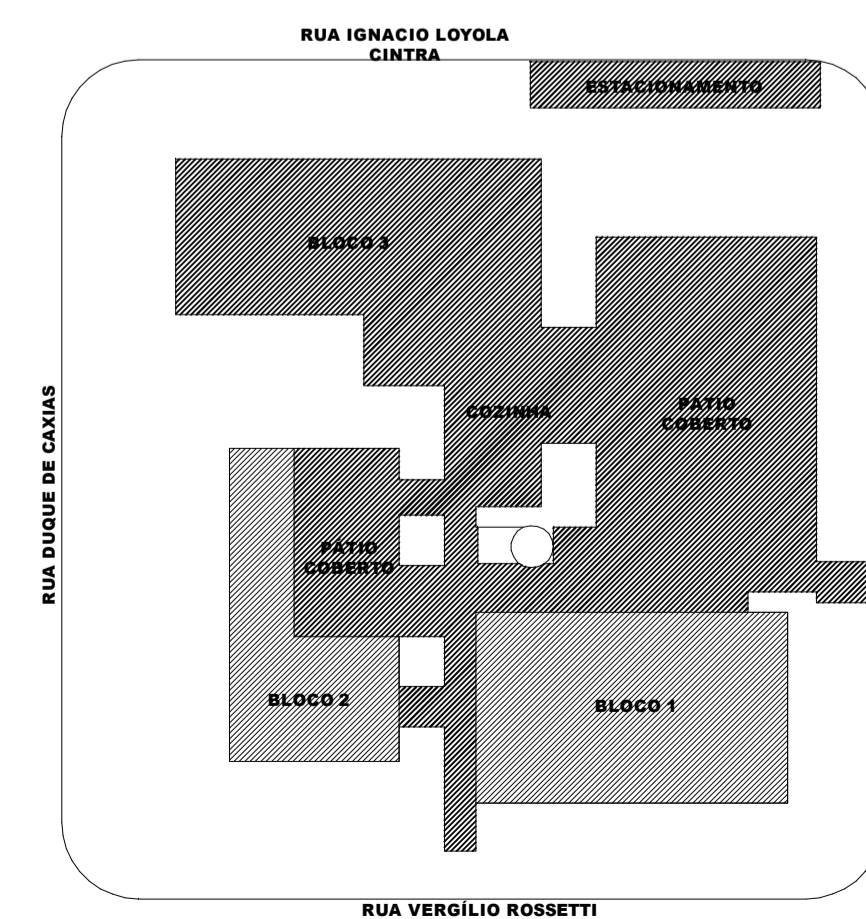 RUA IGNACIO LOYOLA
CINTRA
ESTACIONAMENTO
BLOCO 3
RUA DUQUE DE CAXIAS
COZINHA
PATIO
COBERTO
PÁTIO
COBERTO
BLOCO 2
BLOCO 1
RUA VERGÍLIO ROSSETTI